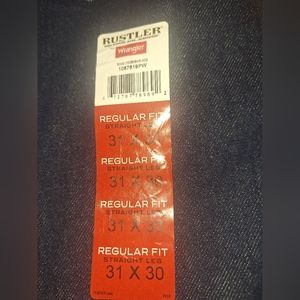 RUSTLER
Wrangler
REGULAR FIT
STRAIGHT LEG
31 X 30
REGULAR FIT
STRAIGHT LEG
31 X 30
REGULAR FIT
STRAIGHT LEG
31 X 30
REGULAR FIT
STRAIGHT LEG
31 X 30